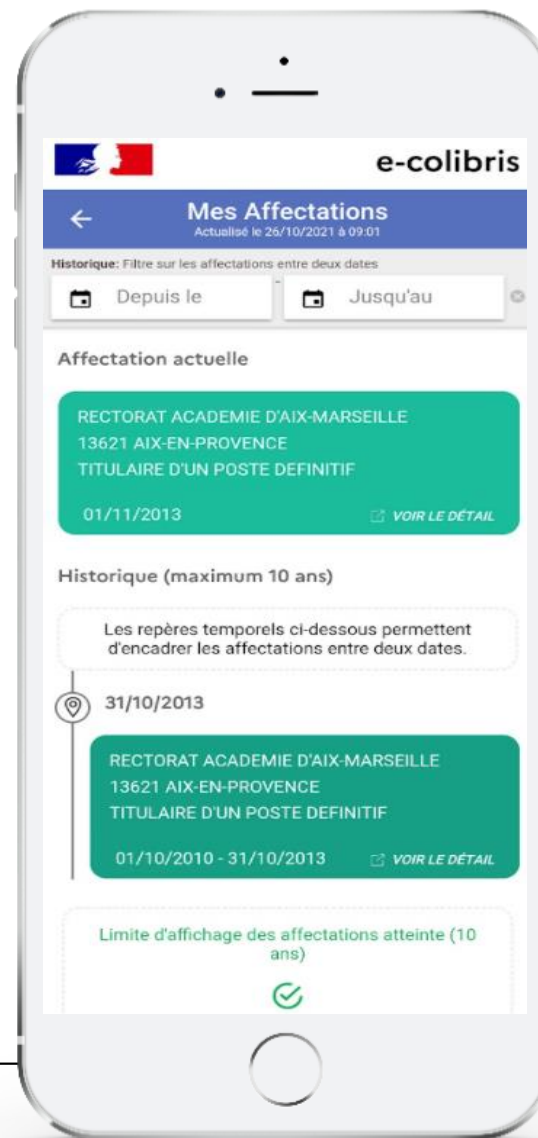 e-colibris
Mes Affectations
Actualisé le 26/10/2021 à 09:01
Historique: Filtre sur les affectations entre deux dates
Depuis le - Jusqu'au
Affectation actuelle
RECTORAT ACADEMIE D'AIX-MARSEILLE
13621 AIX-EN-PROVENCE
TITULAIRE D'UN POSTE DEFINITIF
01/11/2013 VOIR LE DÉTAIL
Historique (maximum 10 ans)
Les repères temporels ci-dessous permettent
d'encadrer les affectations entre deux dates.
31/10/2013
RECTORAT ACADEMIE D'AIX-MARSEILLE
13621 AIX-EN-PROVENCE
TITULAIRE D'UN POSTE DEFINITIF
01/10/2010 - 31/10/2013 VOIR LE DÉTAIL
Limite d'affichage des affectations atteinte (10
ans)